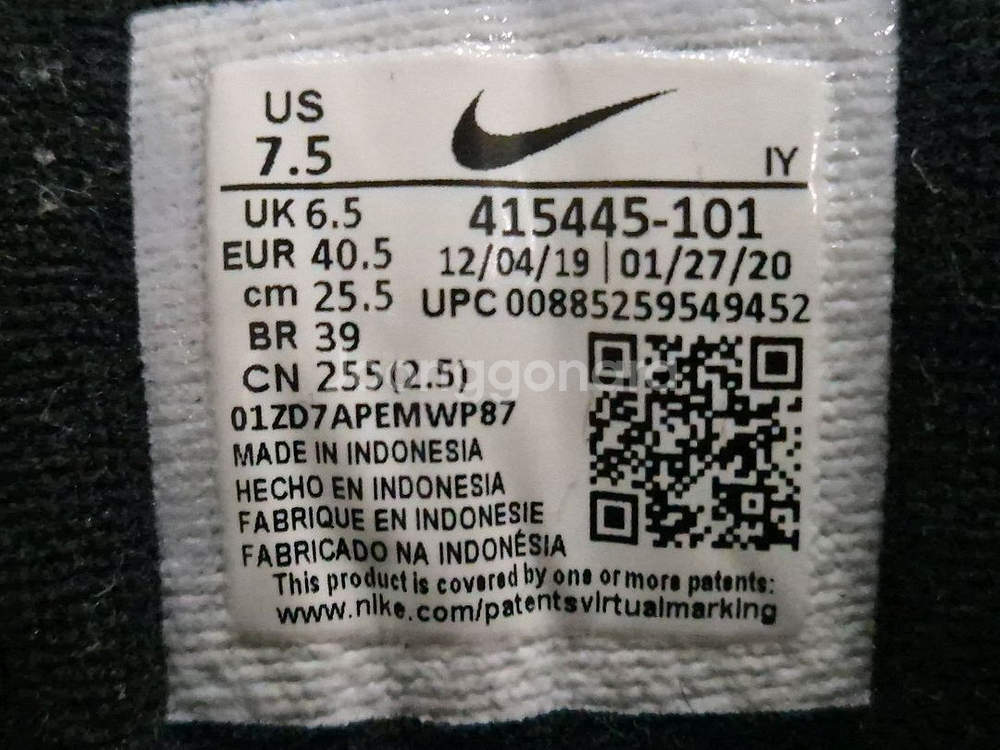 US
7.5
IY
UK 6.5
EUR 40.5
cm 25.5
BR 39
CN 255(2.5)
415445-101
12/04/19 | 01/27/20
UPC 00885259549452
01ZD7APEMWP87
MADE IN INDONESIA
HECHO EN INDONESIA
FABRIQUE EN INDONESIE
FABRICADO NA INDONÉSIA
This product is covered by one or more patents:
www.nike.com/patentsvirtualmarking